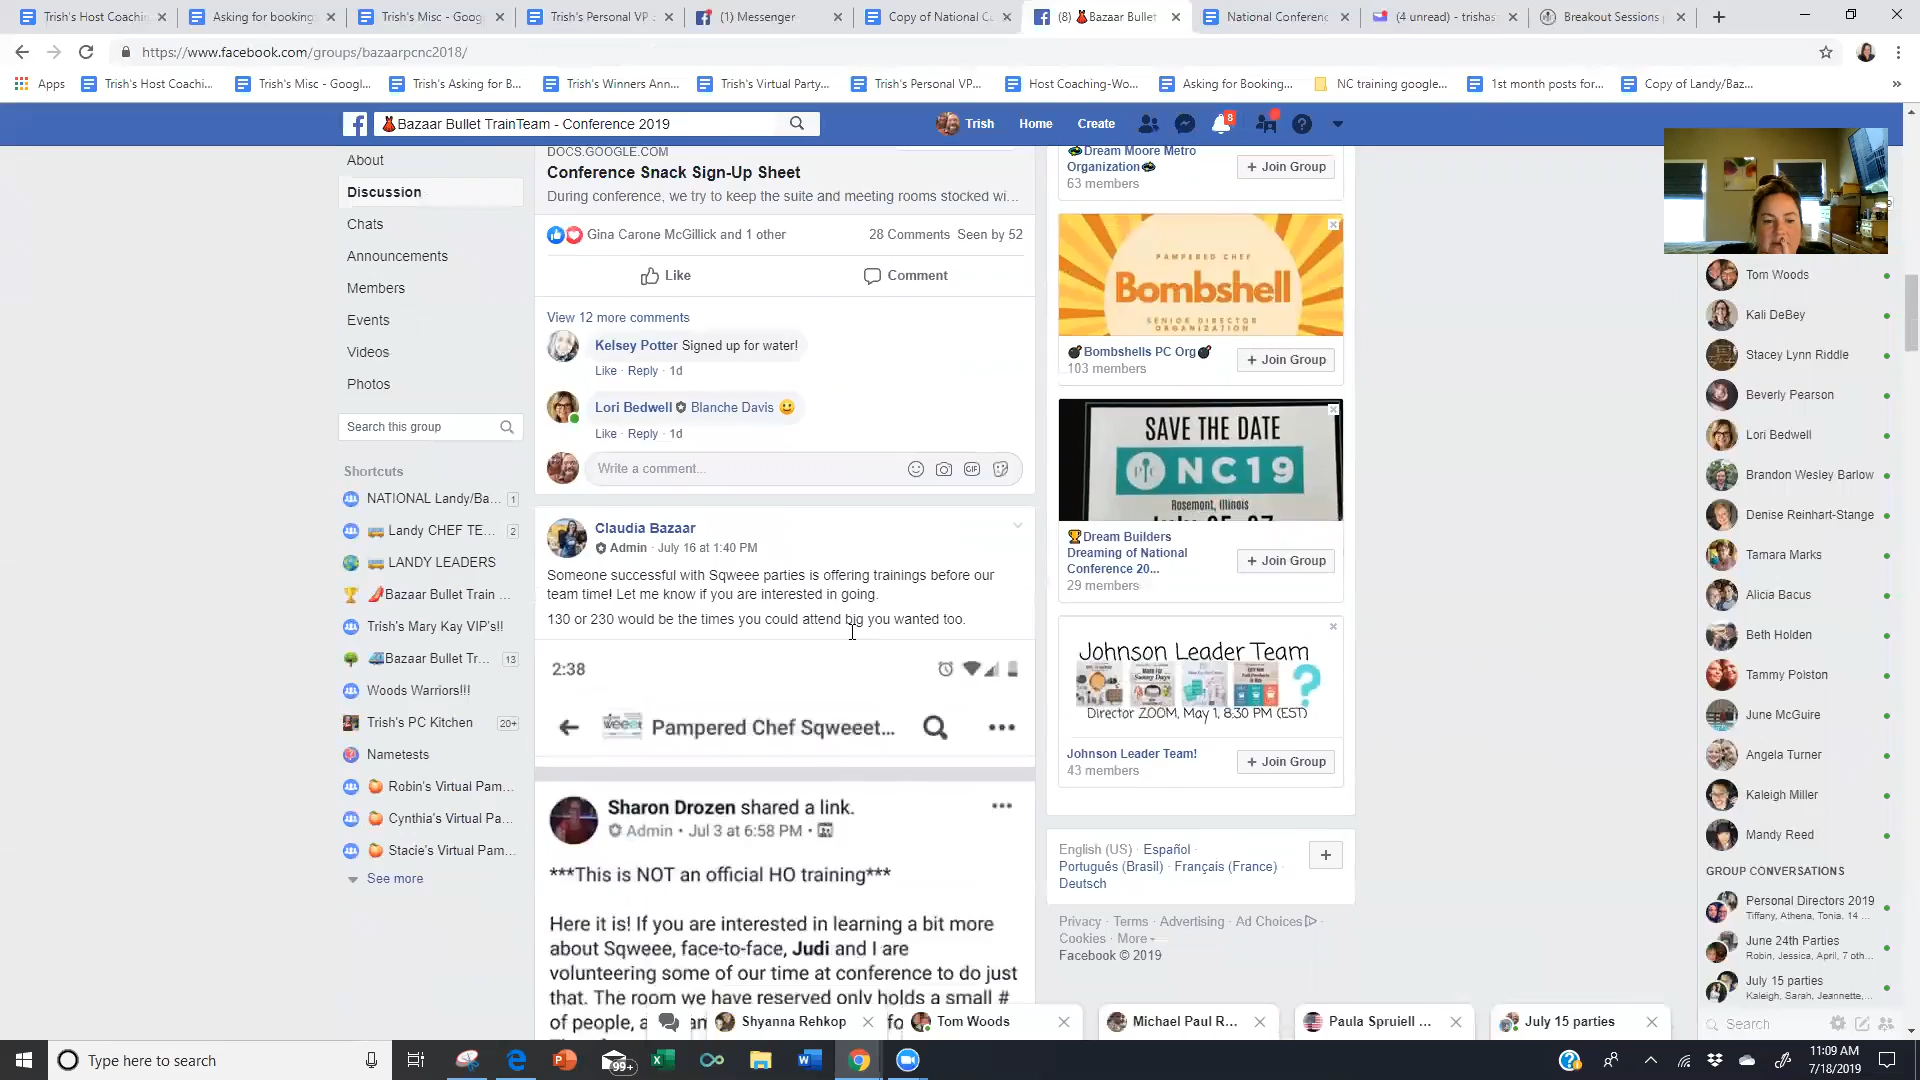 Trish's Host Coachin
Asking for booking
Trish's Misc - Goog
Trish's Personal VP
(1) Messenger
Copy of National C
(8) Bazaar Bullet
National Conferenc
(4 unread) - trishas
Breakout Sessions
https://www.facebook.com/groups/bazaarpcnc2018/
Apps
Trish's Host Coachi...
Trish's Misc - Googl...
Trish's Asking for B...
Trish's Winners Ann...
Trish's Virtual Party...
Trish's Personal VP...
Host Coaching-Wo...
Asking for Booking...
NC training google...
1st month posts for...
Copy of Landy/Baz...
Bazaar Bullet TrainTeam - Conference 2019
Trish
Home
Create
8
About
Discussion
Chats
Announcements
Members
Events
Videos
Photos
Search this group
Shortcuts
NATIONAL Landy/Ba... 1
Landy CHEF TE... 2
LANDY LEADERS
Bazaar Bullet Train ...
Trish's Mary Kay VIP's!!
Bazaar Bullet Tr... 13
Woods Warriors!!!
Trish's PC Kitchen 20+
Nametests
Robin's Virtual Pam...
Cynthia's Virtual Pa...
Stacie's Virtual Pam...
See more
DOCS.GOOGLE.COM
Conference Snack Sign-Up Sheet
During conference, we try to keep the suite and meeting rooms stocked wi...
Gina Carone McGillick and 1 other 28 Comments Seen by 52
Like Comment
View 12 more comments
Kelsey Potter Signed up for water!
Like · Reply · 1d
Lori Bedwell Blanche Davis
Like · Reply · 1d
Write a comment...
GIF
Claudia Bazaar
Admin · July 16 at 1:40 PM
Someone successful with Sqweee parties is offering trainings before our
team time! Let me know if you are interested in going.
130 or 230 would be the times you could attend big you wanted too.
2:38
Pampered Chef Sqweeet...
Sharon Drozen shared a link.
Admin • Jul 3 at 6:58 PM •
***This is NOT an official HO training***
Here it is! If you are interested in learning a bit more
about Sqweee, face-to-face, Judi and I are
volunteering some of our time at conference to do just
that. The room we have reserved only holds a small #
of people, a
Dream Moore Metro
Organization
63 members
+ Join Group
PAMPERED CHEF
Bombshell
SENIOR DIRECTOR
ORGANIZATION
Bombshells PC Org
103 members
+ Join Group
SAVE THE DATE
NC19
Rosemont, Illinois
Dream Builders
Dreaming of National
Conference 20...
29 members
+ Join Group
Johnson Leader Team
Director ZOOM, May 1, 8:30 PM (EST)
Johnson Leader Team!
43 members
+ Join Group
English (US) · Español ·
Português (Brasil) · Français (France) ·
Deutsch
Privacy · Terms · Advertising · Ad Choices ·
Cookies · More
Facebook © 2019
Tom Woods
Kali DeBey
Stacey Lynn Riddle
Beverly Pearson
Lori Bedwell
Brandon Wesley Barlow
Denise Reinhart-Stange
Tamara Marks
Alicia Bacus
Beth Holden
Tammy Polston
June McGuire
Angela Turner
Kaleigh Miller
Mandy Reed
GROUP CONVERSATIONS
Personal Directors 2019
Tiffany, Athena, Tonia, 14 ...
June 24th Parties
Robin, Jessica, April, 7 oth...
July 15 parties
Kaleigh, Sarah, Jeannette,...
Search
Shyanna Rehkop
Tom Woods
Michael Paul R...
Paula Spruiell ...
July 15 parties
Type here to search
99+
11:09 AM
7/18/2019